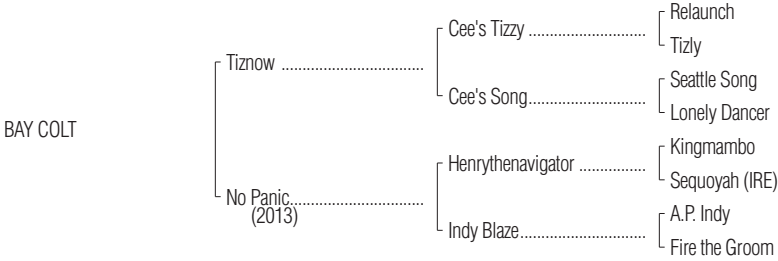 Relaunch
Cee's Tizzy ................................
Tizly
Tiznow ....................................
Seattle Song
Cee's Song................................
Lonely Dancer
BAY COLT
Kingmambo
Henrythenavigator ..................
Sequoyah (IRE)
No Panic....................................
(2013)
A.P. Indy
Indy Blaze..................................
Fire the Groom